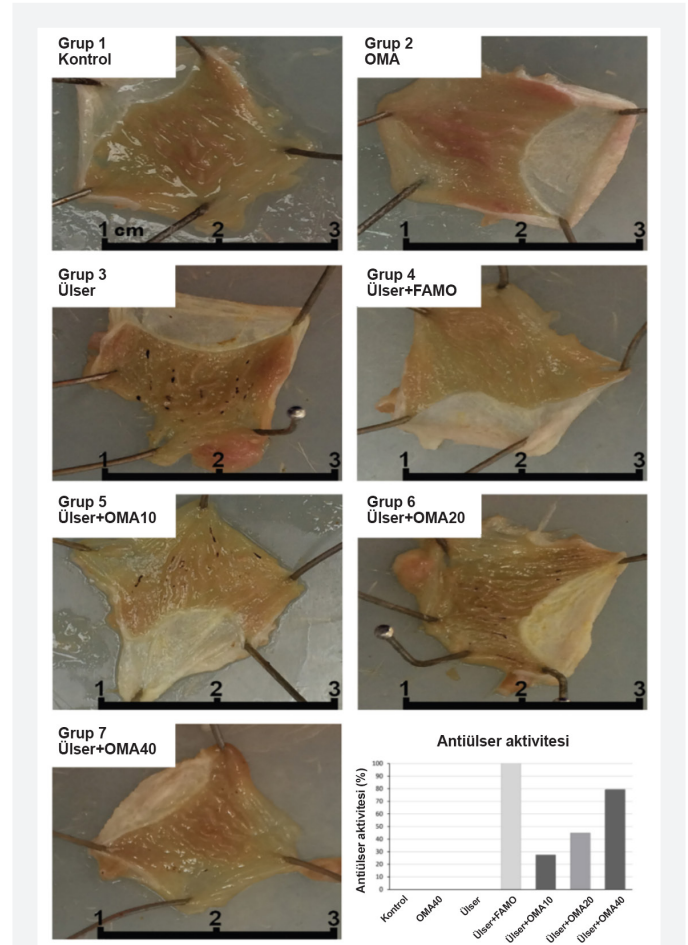 Grup 1
Kontrol
1 cm 2 3
Grup 2
OMA
1 2 3
Grup 3
Ülser
1 2 3
Grup 4
Ülser+FAMO
1 2 3
Grup 5
Ülser+OMA10
1 2 3
Grup 6
Ülser+OMA20
1 2 3
Grup 7
Ülser+OMA40
1 2 3
Antiülser aktivitesi
Antiülser aktivitesi (%)
100
90
80
70
60
50
40
30
20
10
0
Kontrol
OMA40
Ülser
Ülser+FAMO
Ülser+OMA10
Ülser+OMA20
Ülser+OMA40